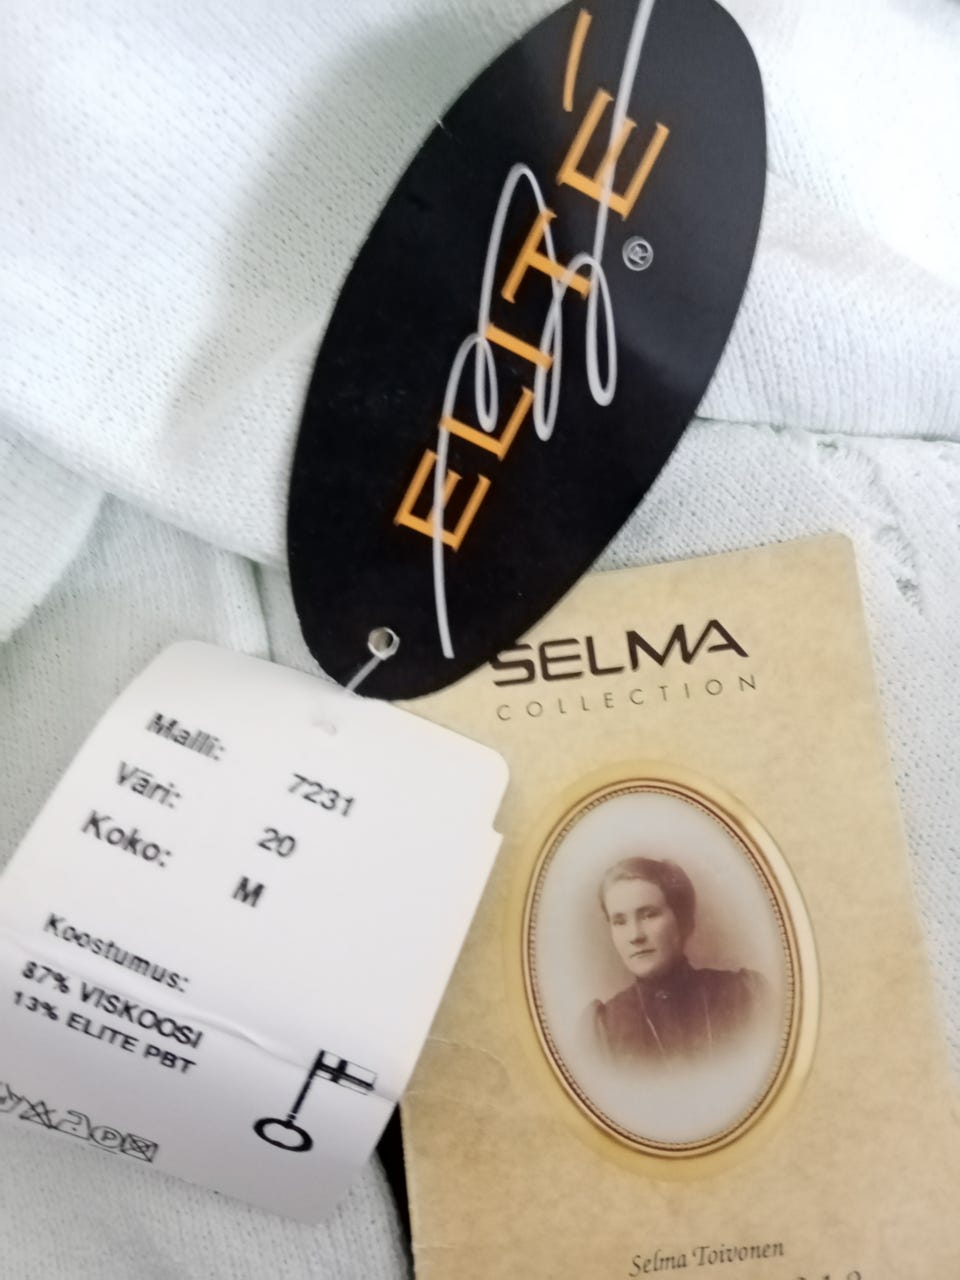 ELITE´
®
SELMA
COLLECTION
Malli: 7231
Väri: 20
Koko: M
Koostumus:
87% VISKOOSI
13% ELITE PBT
Selma Toivonen